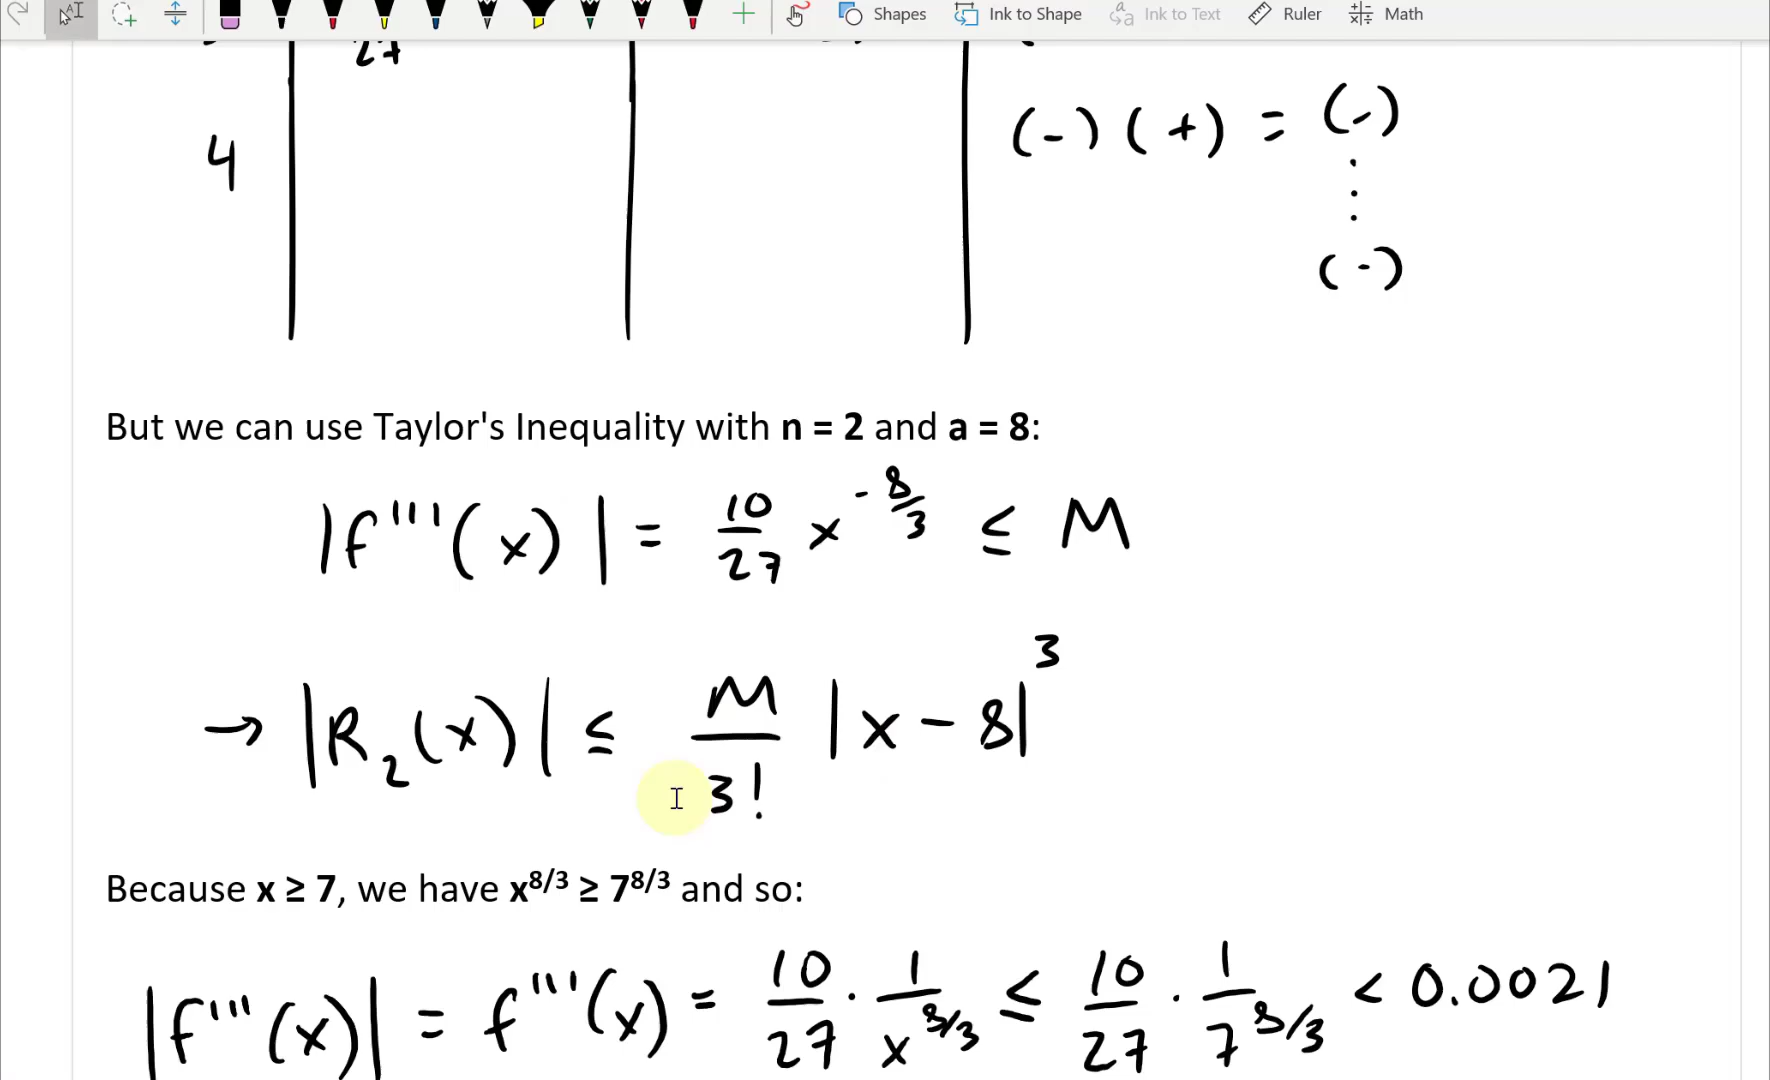 Shapes Ink to Shape Ink to Text Ruler Math
27
4 (-) (+) = (-)
⋮
(-)
But we can use Taylor's Inequality with n = 2 and a = 8:
|f'''(x)| = 10/27 x^(-8/3) ≤ M
→ |R₂(x)| ≤ M/3! |x - 8|³
Because x ≥ 7, we have x^8/3 ≥ 7^8/3 and so:
|f'''(x)| = f'''(x) = 10/27 · 1/x^8/3 ≤ 10/27 · 1/7^8/3 < 0.0021